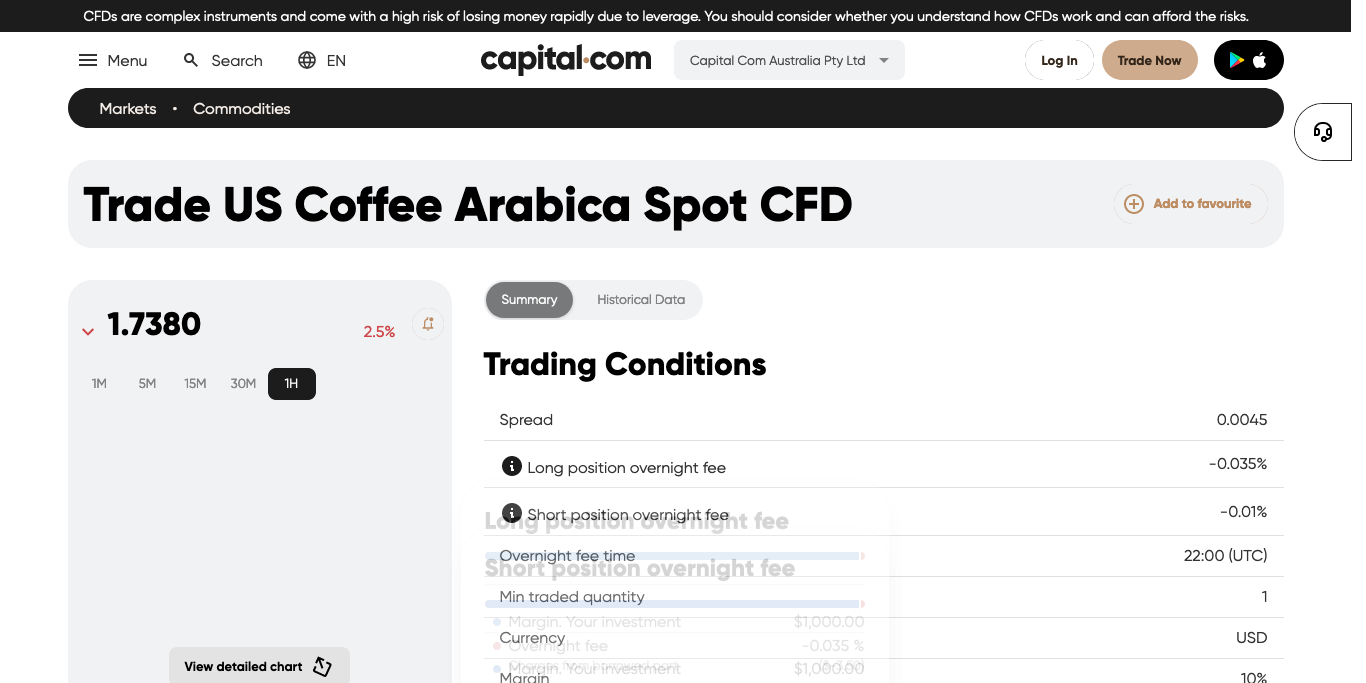 CFDs are complex instruments and come with a high risk of losing money rapidly due to leverage. You should consider whether you understand how CFDs work and can afford the risks.
Menu Search EN capital.com Capital Com Australia Pty Ltd Log In Trade Now
Markets • Commodities
Trade US Coffee Arabica Spot CFD
Add to favourite
1.7380 2.5%
1M 5M 15M 30M 1H
View detailed chart
Summary Historical Data
Trading Conditions
Spread 0.0045
Long position overnight fee -0.035%
Short position overnight fee -0.01%
Long position overnight fee
Overnight fee time 22:00 (UTC)
Short position overnight fee
Min traded quantity 1
Margin. Your investment $1,000.00
Currency USD
Overnight fee -0.035 %
Margin. Your investment $1,000.00
Margin 10%